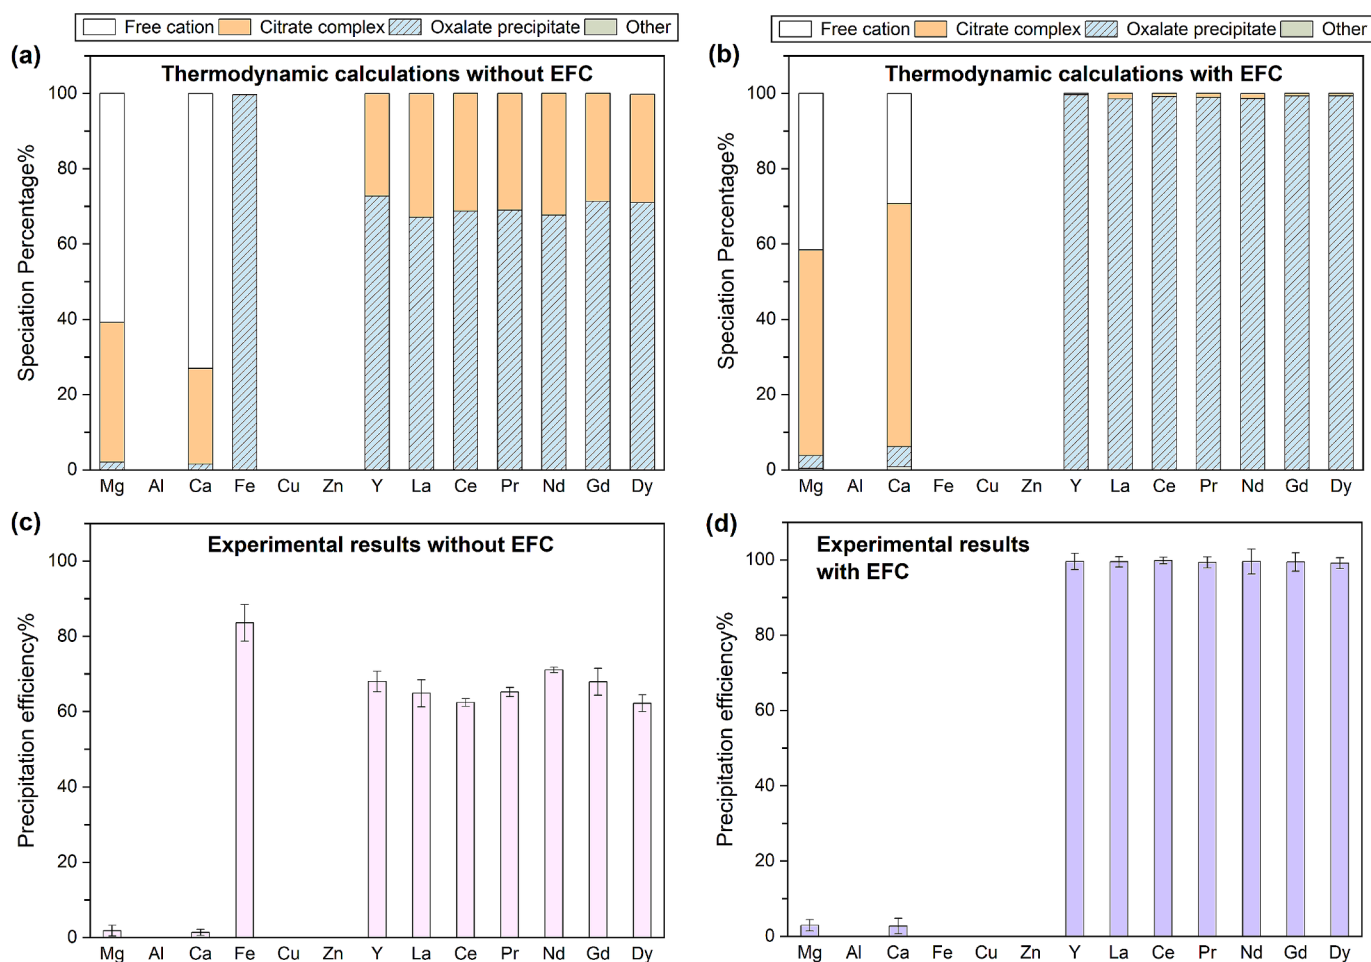 Free cation Citrate complex Oxalate precipitate Other
(a)
Thermodynamic calculations without EFC
Speciation Percentage%
100
80
60
40
20
0
Mg Al Ca Fe Cu Zn Y La Ce Pr Nd Gd Dy
Free cation Citrate complex Oxalate precipitate Other
(b)
Thermodynamic calculations with EFC
Speciation Percentage%
100
80
60
40
20
0
Mg Al Ca Fe Cu Zn Y La Ce Pr Nd Gd Dy
(c)
Experimental results without EFC
Precipitation efficiency%
100
80
60
40
20
0
Mg Al Ca Fe Cu Zn Y La Ce Pr Nd Gd Dy
(d)
Experimental results
with EFC
Precipitation efficiency%
100
80
60
40
20
0
Mg Al Ca Fe Cu Zn Y La Ce Pr Nd Gd Dy